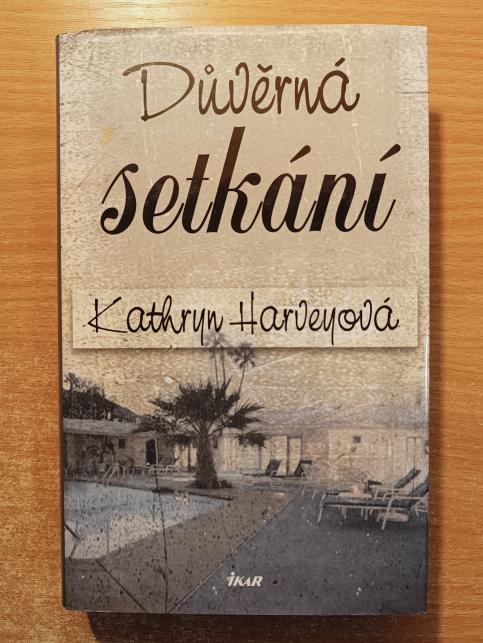 Důvěrná
setkání
Kathryn Harveyová
iKAR